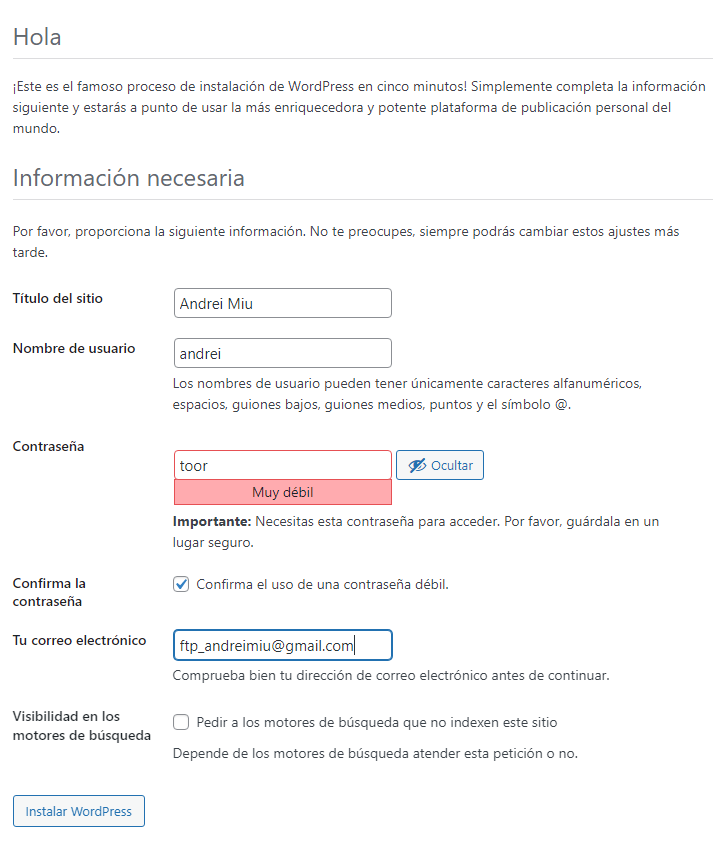 Hola
¡Este es el famoso proceso de instalación de WordPress en cinco minutos! Simplemente completa la información
siguiente y estarás a punto de usar la más enriquecedora y potente plataforma de publicación personal del
mundo.
Información necesaria
Por favor, proporciona la siguiente información. No te preocupes, siempre podrás cambiar estos ajustes más
tarde.
Título del sitio
Andrei Miu
Nombre de usuario
andrei
Los nombres de usuario pueden tener únicamente caracteres alfanuméricos,
espacios, guiones bajos, guiones medios, puntos y el símbolo @.
Contraseña
toor
Ocultar
Muy débil
Importante: Necesitas esta contraseña para acceder. Por favor, guárdala en un
lugar seguro.
Confirma la
contraseña
Confirma el uso de una contraseña débil.
Tu correo electrónico
ftp_andreimiu@gmail.com
Comprueba bien tu dirección de correo electrónico antes de continuar.
Visibilidad en los
motores de búsqueda
Pedir a los motores de búsqueda que no indexen este sitio
Depende de los motores de búsqueda atender esta petición o no.
Instalar WordPress